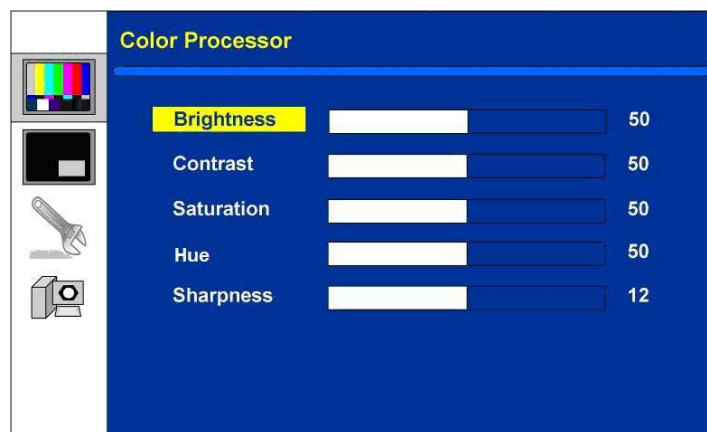 Color Processor
Brightness 50
Contrast 50
Saturation 50
Hue 50
Sharpness 12